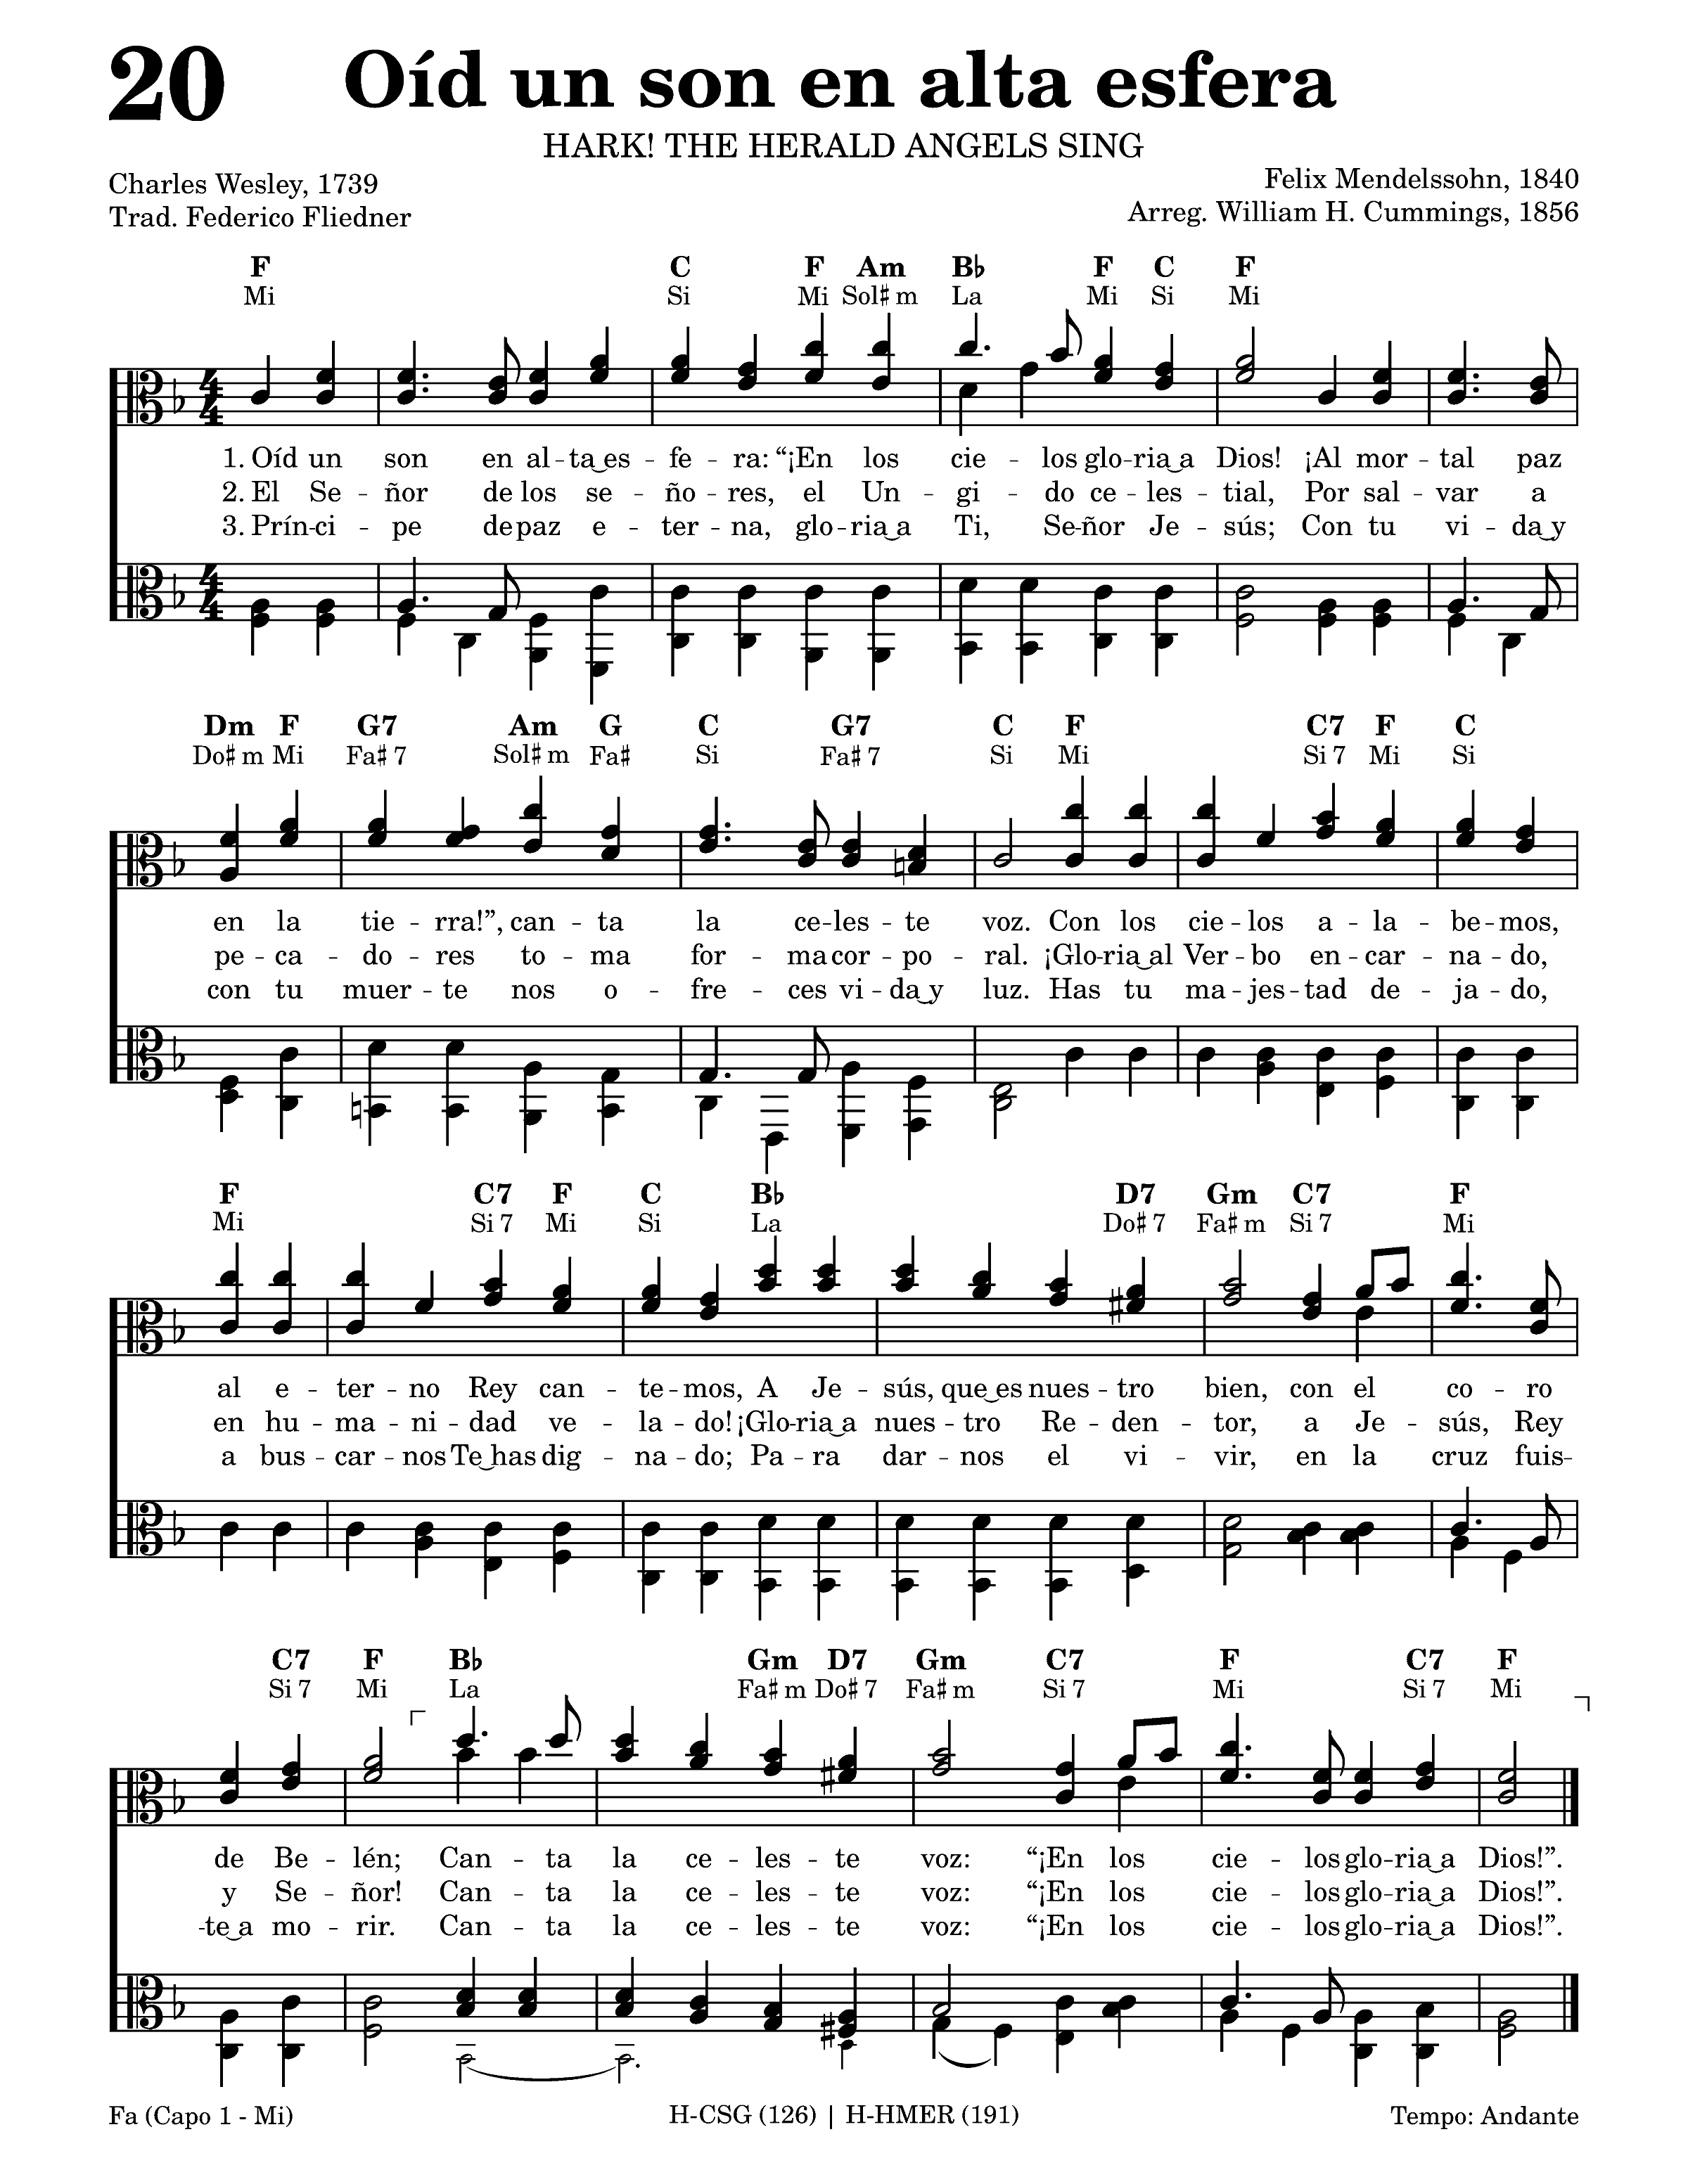 20 Oíd un son en alta esfera
HARK! THE HERALD ANGELS SING
Charles Wesley, 1739
Felix Mendelssohn, 1840
Trad. Federico Fliedner
Arreg. William H. Cummings, 1856
F C F Am B♭ F C F
Mi Si Mi Sol♯ m La Mi Si Mi
4 4
1. Oíd un son en al – ta‿es – fe – ra: “¡En los cie – los glo – ria‿a Dios! ¡Al mor – tal paz
2. El Se – ñor de los se – ño – res, el Un – gi – do ce – les – tial, Por sal – var a
3. Prín – ci – pe de paz e – ter – na, glo – ria‿a Ti, Se – ñor Je – sús; Con tu vi – da‿y
4 4
Dm F G7 Am G C G7 C F C7 F C
Do♯ m Mi Fa♯ 7 Sol♯ m Fa♯ Si Fa♯ 7 Si Mi Si 7 Mi Si
en la tie – rra!”, can – ta la ce – les – te voz. Con los cie – los a – la – be – mos,
pe – ca – do – res to – ma for – ma cor – po – ral. ¡Glo – ria‿al Ver – bo en – car – na – do,
con tu muer – te nos o – fre – ces vi – da‿y luz. Has tu ma – jes – tad de – ja – do,
F C7 F C B♭ D7 Gm C7 F
Mi Si 7 Mi Si La Do♯ 7 Fa♯ m Si 7 Mi
al e – ter – no Rey can – te – mos, A Je – sús, que‿es nues – tro bien, con el co – ro
en hu – ma – ni – dad ve – la – do! ¡Glo – ria‿a nues – tro Re – den – tor, a Je – sús, Rey
a bus – car – nos Te‿has dig – na – do; Pa – ra dar – nos el vi – vir, en la cruz fuis –
C7 F B♭ Gm D7 Gm C7 F C7 F
Si 7 Mi La Fa♯ m Do♯ 7 Fa♯ m Si 7 Mi Si 7 Mi
de Be – lén; Can – ta la ce – les – te voz: “¡En los cie – los glo – ria‿a Dios!”.
y Se – ñor! Can – ta la ce – les – te voz: “¡En los cie – los glo – ria‿a Dios!”.
– te‿a mo – rir. Can – ta la ce – les – te voz: “¡En los cie – los glo – ria‿a Dios!”.
Fa (Capo 1 - Mi) H-CSG (126) | H-HMER (191) Tempo: Andante